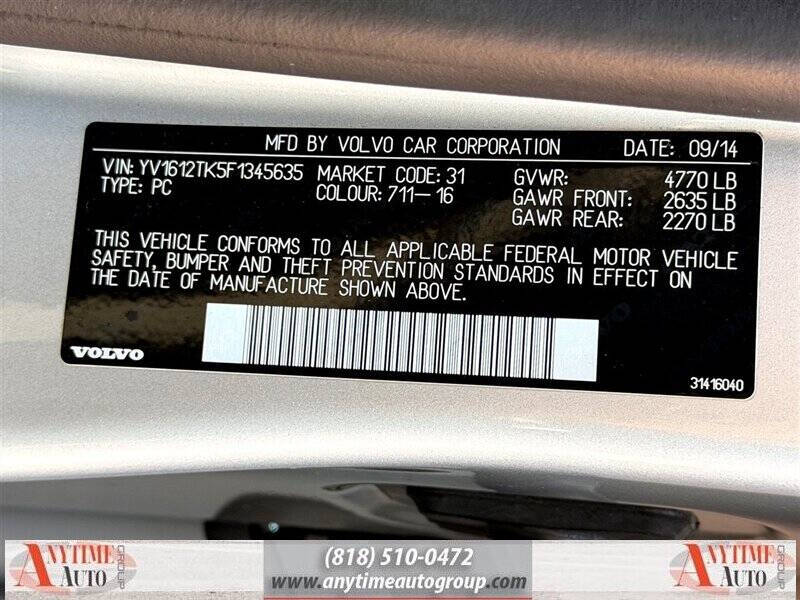 MFD BY VOLVO CAR CORPORATION DATE: 09/14
VIN: YV1612TK5F1345635 MARKET CODE: 31 GVWR: 4770 LB
TYPE: PC COLOUR: 711-16 GAWR FRONT: 2635 LB
GAWR REAR: 2270 LB
THIS VEHICLE CONFORMS TO ALL APPLICABLE FEDERAL MOTOR VEHICLE
SAFETY, BUMPER AND THEFT PREVENTION STANDARDS IN EFFECT ON
THE DATE OF MANUFACTURE SHOWN ABOVE.
VOLVO
31416040
ANYTIME AUTO GROUP
(818) 510-0472
www.anytimeautogroup.com
ANYTIME AUTO GROUP